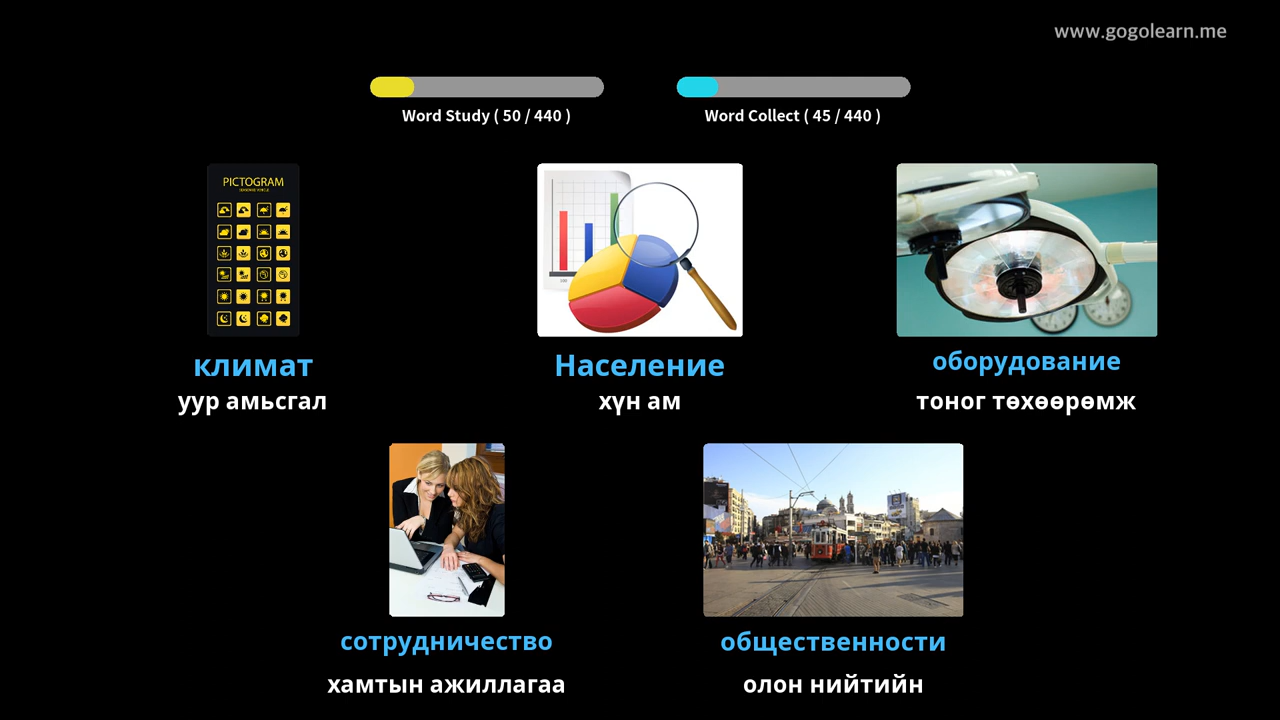 www.gogolearn.me
Word Study ( 50 / 440 )
Word Collect ( 45 / 440 )
PICTOGRAM
климат
уур амьсгал
Население
хүн ам
оборудование
тоног төхөөрөмж
сотрудничество
хамтын ажиллагаа
общественности
олон нийтийн